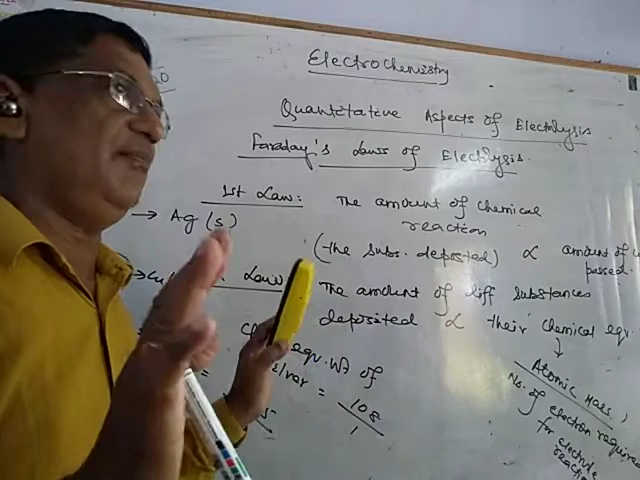 Electrochemistry
Quantitative Aspects of Electrolysis
Faraday's Laws of Electrolysis.
1st Law: The amount of chemical
reaction
→ Ag (s)
(the subs. deposited) ∝ amount of
passed.
Law The amount of diff substances
deposited ∝ their chemical equ.
↓
Atomic Mass
No. of electron required
for electrode
reaction
equ. wt of
= 108
1